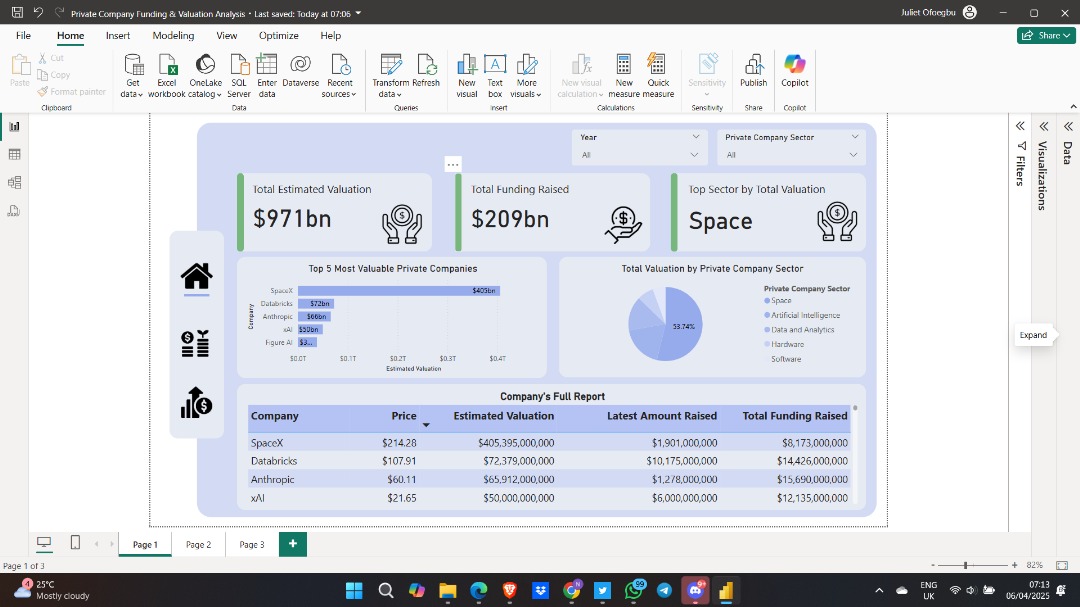 Private Company Funding & Valuation Analysis • Last saved: Today at 07:06
Juliet Ofoegbu
File Home Insert Modeling View Optimize Help
Share
Paste
Cut
Copy
Format painter
Get data
Excel workbook
OneLake catalog
SQL Server
Enter data
Dataverse
Recent sources
Transform data
Refresh
New visual
Text box
More visuals
New visual calculation
New measure
Quick measure
Sensitivity
Publish
Copilot
Clipboard
Data
Queries
Insert
Calculations
Sensitivity
Share
Copilot
Year
All
Private Company Sector
All
...
Total Estimated Valuation
$971bn
Total Funding Raised
$209bn
Top Sector by Total Valuation
Space
Top 5 Most Valuable Private Companies
Company
SpaceX $405bn
Databricks $72bn
Anthropic $66bn
xAI $50bn
Figure AI $3...
$0.0T $0.1T $0.2T $0.3T $0.4T
Estimated Valuation
Total Valuation by Private Company Sector
53.74%
Private Company Sector
Space
Artificial Intelligence
Data and Analytics
Hardware
Software
Company's Full Report
Company Price Estimated Valuation Latest Amount Raised Total Funding Raised
SpaceX $214.28 $405,395,000,000 $1,901,000,000 $8,173,000,000
Databricks $107.91 $72,379,000,000 $10,175,000,000 $14,426,000,000
Anthropic $60.11 $65,912,000,000 $1,278,000,000 $15,690,000,000
xAI $21.65 $50,000,000,000 $6,000,000,000 $12,135,000,000
Filters
Visualizations
Data
Expand
Page 1 Page 2 Page 3
Page 1 of 3
82%
4
25°C
Mostly cloudy
N
99
ENG
UK
07:13
06/04/2025